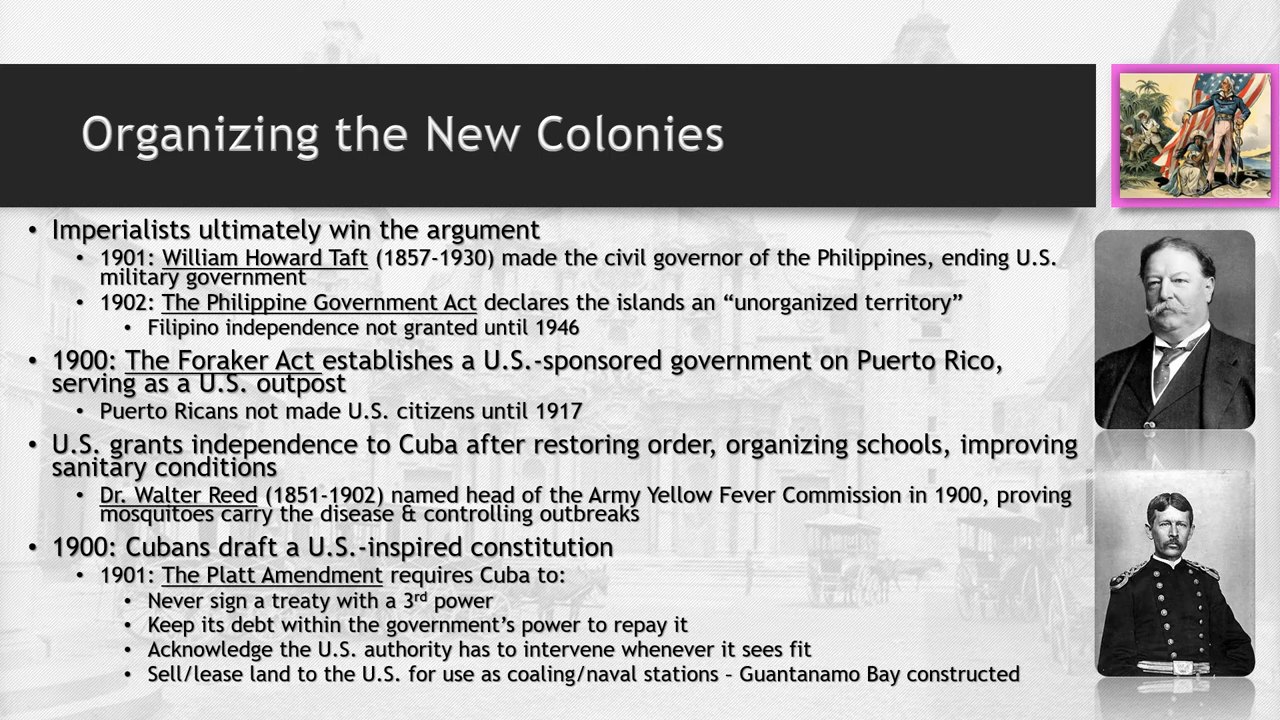 Organizing the New Colonies
• Imperialists ultimately win the argument
• 1901: William Howard Taft (1857-1930) made the civil governor of the Philippines, ending U.S.
military government
• 1902: The Philippine Government Act declares the islands an “unorganized territory”
• Filipino independence not granted until 1946
• 1900: The Foraker Act establishes a U.S.-sponsored government on Puerto Rico,
serving as a U.S. outpost
• Puerto Ricans not made U.S. citizens until 1917
• U.S. grants independence to Cuba after restoring order, organizing schools, improving
sanitary conditions
• Dr. Walter Reed (1851-1902) named head of the Army Yellow Fever Commission in 1900, proving
mosquitoes carry the disease & controlling outbreaks
• 1900: Cubans draft a U.S.-inspired constitution
• 1901: The Platt Amendment requires Cuba to:
• Never sign a treaty with a 3rd power
• Keep its debt within the government’s power to repay it
• Acknowledge the U.S. authority has to intervene whenever it sees fit
• Sell/lease land to the U.S. for use as coaling/naval stations – Guantanamo Bay constructed